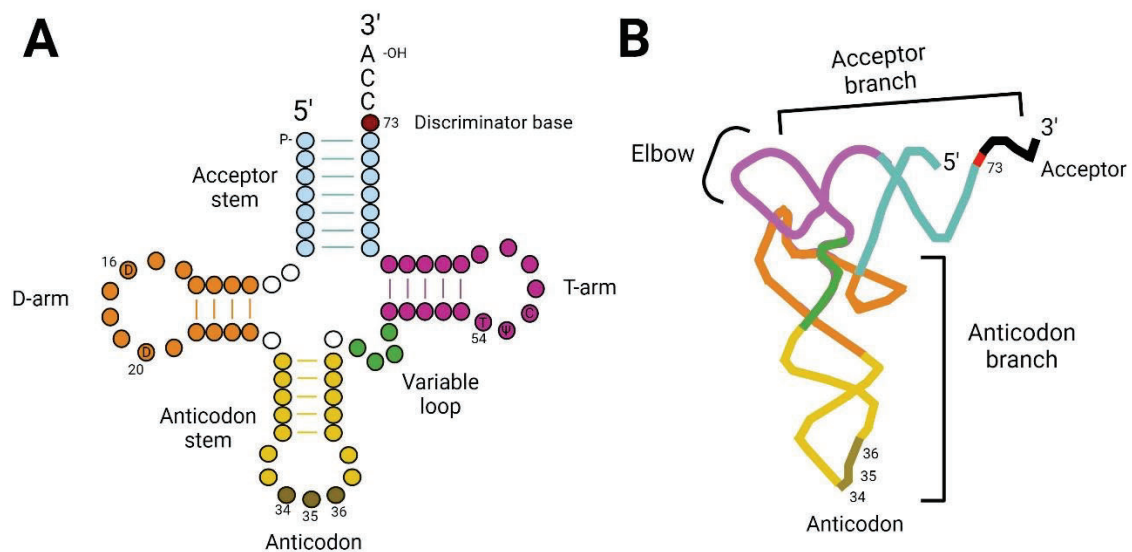 A
3'
A -OH
C
C
73 Discriminator base
5'
P-
Acceptor
stem
16
D
D-arm
D
20
T-arm
C
Ψ
T
54
Variable
loop
Anticodon
stem
34
35
36
Anticodon
B
Acceptor
branch
Elbow
3'
5'
73
Acceptor
Anticodon
branch
36
35
34
Anticodon